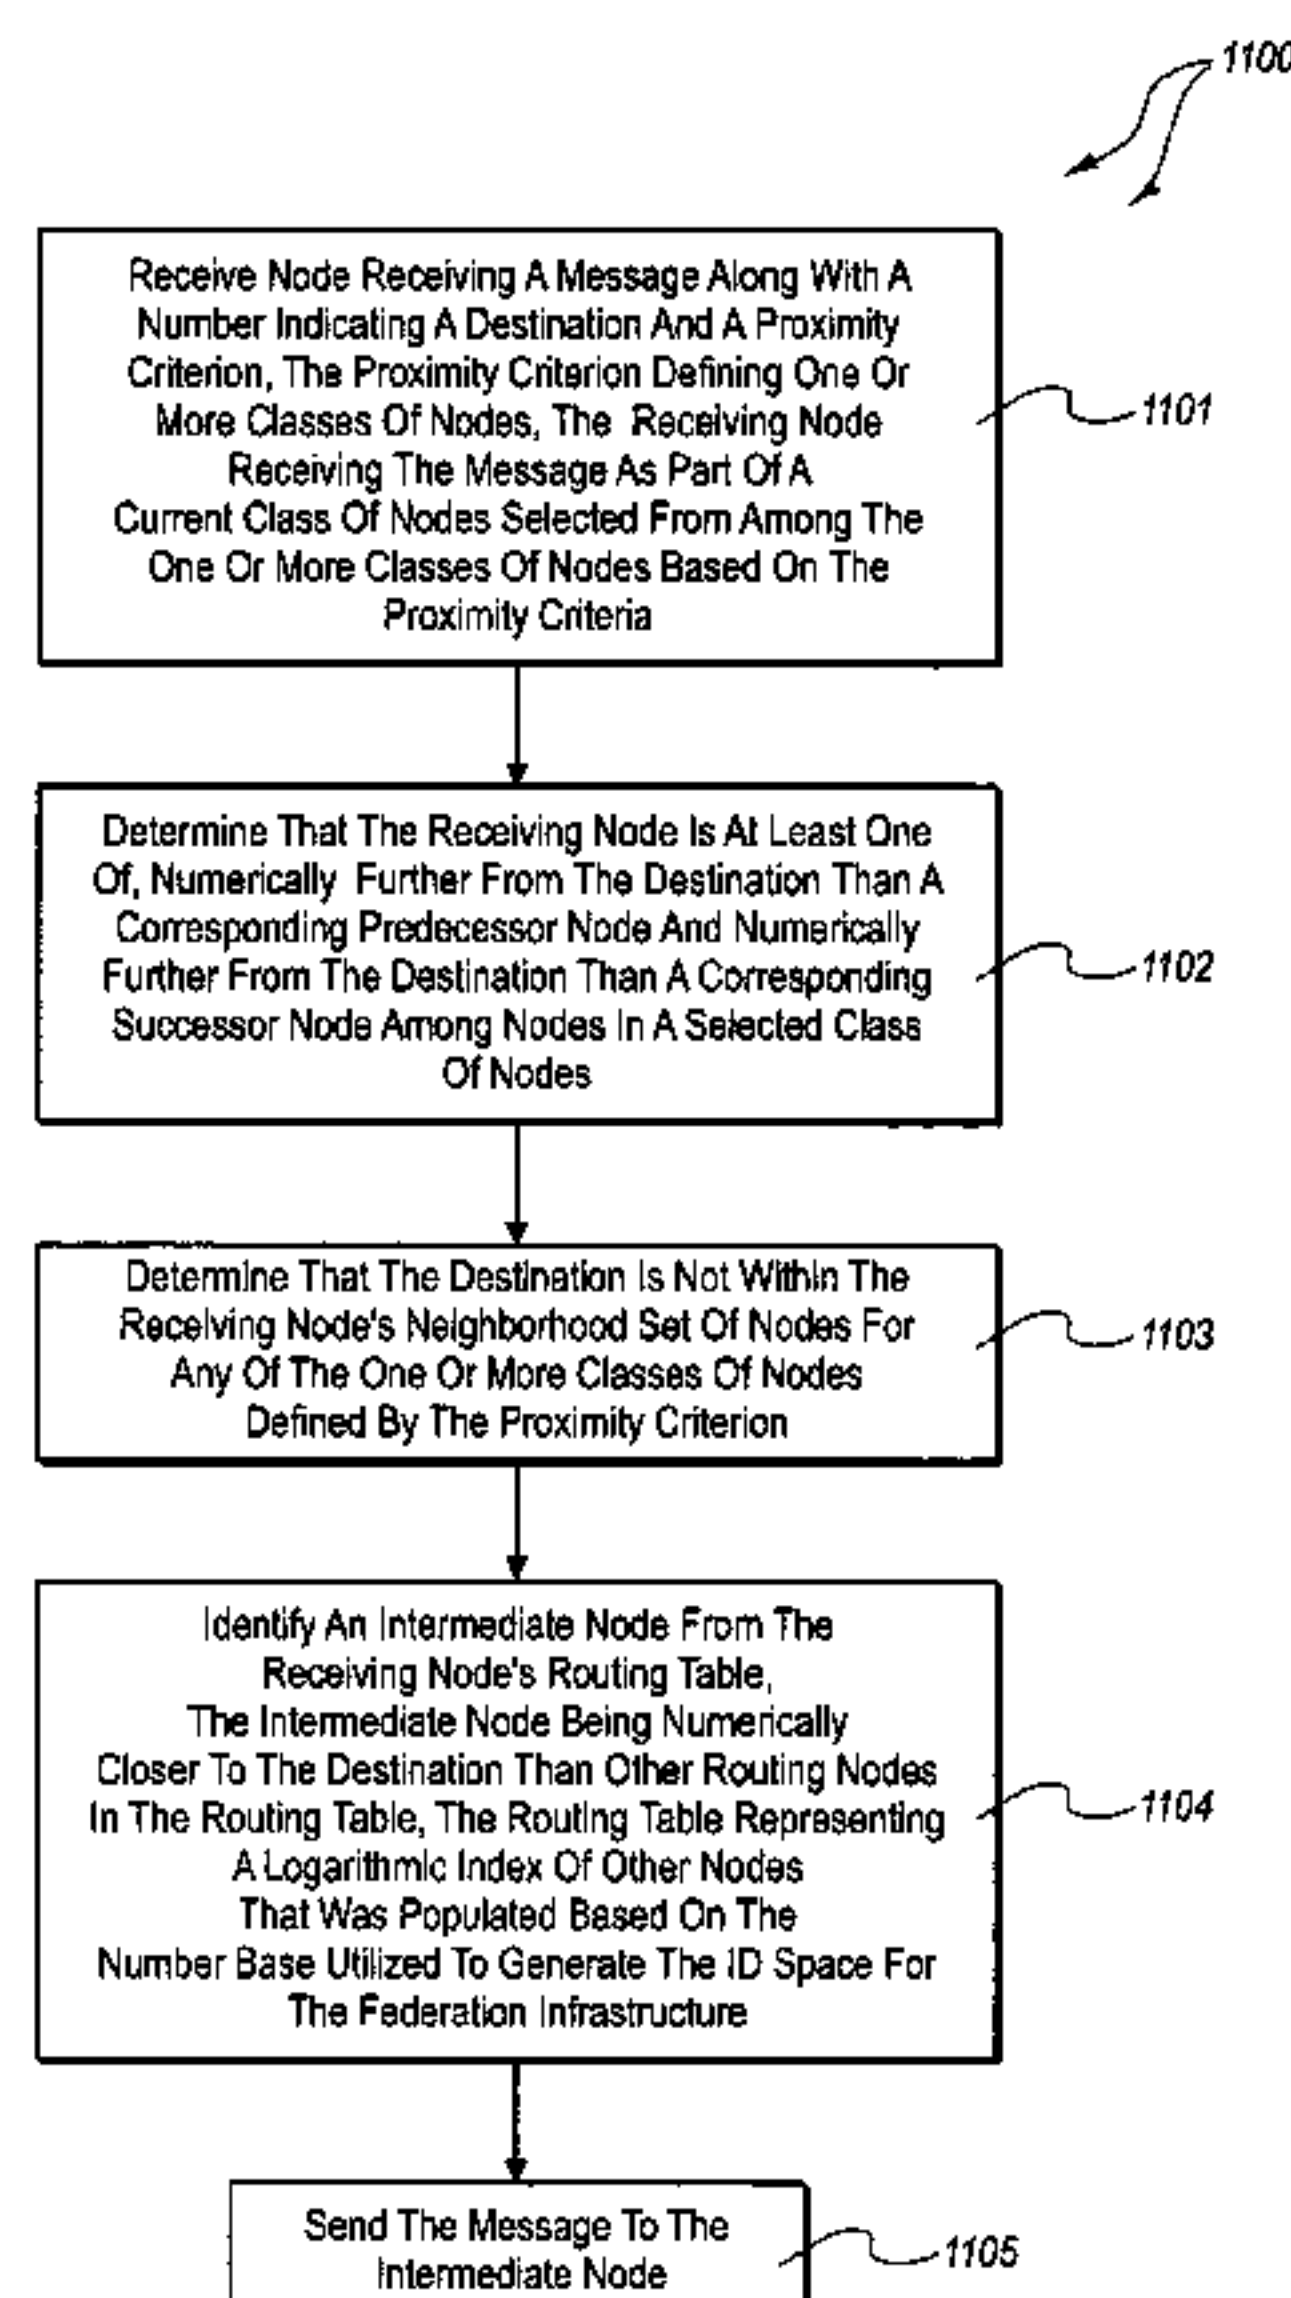 1100
Receive Node Receiving A Message Along With A
Number Indicating A Destination And A Proximity
Criterion, The Proximity Criterion Defining One Or
More Classes Of Nodes, The Receiving Node
Receiving The Message As Part Of A
Current Class Of Nodes Selected From Among The
One Or More Classes Of Nodes Based On The
Proximity Criteria
1101
Determine That The Receiving Node Is At Least One
Of, Numerically Further From The Destination Than A
Corresponding Predecessor Node And Numerically
Further From The Destination Than A Corresponding
Successor Node Among Nodes In A Selected Class
Of Nodes
1102
Determine That The Destination Is Not Within The
Receiving Node's Neighborhood Set Of Nodes For
Any Of The One Or More Classes Of Nodes
Defined By The Proximity Criterion
1103
Identify An Intermediate Node From The
Receiving Node's Routing Table,
The Intermediate Node Being Numerically
Closer To The Destination Than Other Routing Nodes
In The Routing Table, The Routing Table Representing
A Logarithmic Index Of Other Nodes
That Was Populated Based On The
Number Base Utilized To Generate The ID Space For
The Federation Infrastructure
1104
Send The Message To The
Intermediate Node
1105